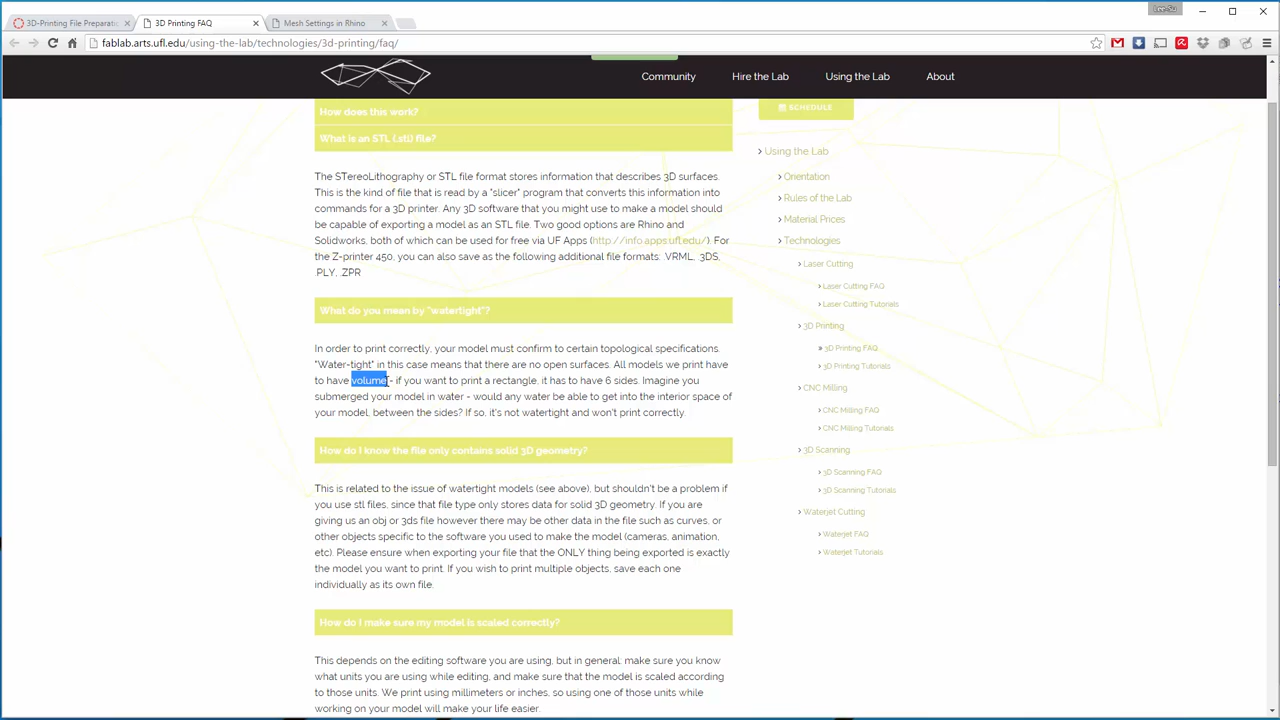 Lee-Su
3D-Printing File Preparatio
3D Printing FAQ
Mesh Settings in Rhino
fablab.arts.ufl.edu/using-the-lab/technologies/3d-printing/faq/
Community
Hire the Lab
Using the Lab
About
How does this work?
What is an STL (.stl) file?
The STereoLithography or STL file format stores information that describes 3D surfaces.
This is the kind of file that is read by a "slicer" program that converts this information into
commands for a 3D printer. Any 3D software that you might use to make a model should
be capable of exporting a model as an STL file. Two good options are Rhino and
Solidworks, both of which can be used for free via UF Apps (http://info.apps.ufl.edu/). For
the Z-printer 450, you can also save as the following additional file formats: .VRML, .3DS,
.PLY, .ZPR
What do you mean by "watertight"?
In order to print correctly, your model must confirm to certain topological specifications.
"Water-tight" in this case means that there are no open surfaces. All models we print have
to have volume - if you want to print a rectangle, it has to have 6 sides. Imagine you
submerged your model in water - would any water be able to get into the interior space of
your model, between the sides? If so, it's not watertight and won't print correctly.
How do I know the file only contains solid 3D geometry?
This is related to the issue of watertight models (see above), but shouldn't be a problem if
you use stl files, since that file type only stores data for solid 3D geometry. If you are
giving us an obj or 3ds file however there may be other data in the file such as curves, or
other objects specific to the software you used to make the model (cameras, animation,
etc). Please ensure when exporting your file that the ONLY thing being exported is exactly
the model you want to print. If you wish to print multiple objects, save each one
individually as its own file.
How do I make sure my model is scaled correctly?
This depends on the editing software you are using, but in general: make sure you know
what units you are using while editing, and make sure that the model is scaled according
to those units. We print using millimeters or inches, so using one of those units while
working on your model will make your life easier.
SCHEDULE
Using the Lab
Orientation
Rules of the Lab
Material Prices
Technologies
Laser Cutting
Laser Cutting FAQ
Laser Cutting Tutorials
3D Printing
3D Printing FAQ
3D Printing Tutorials
CNC Milling
CNC Milling FAQ
CNC Milling Tutorials
3D Scanning
3D Scanning FAQ
3D Scanning Tutorials
Waterjet Cutting
Waterjet FAQ
Waterjet Tutorials